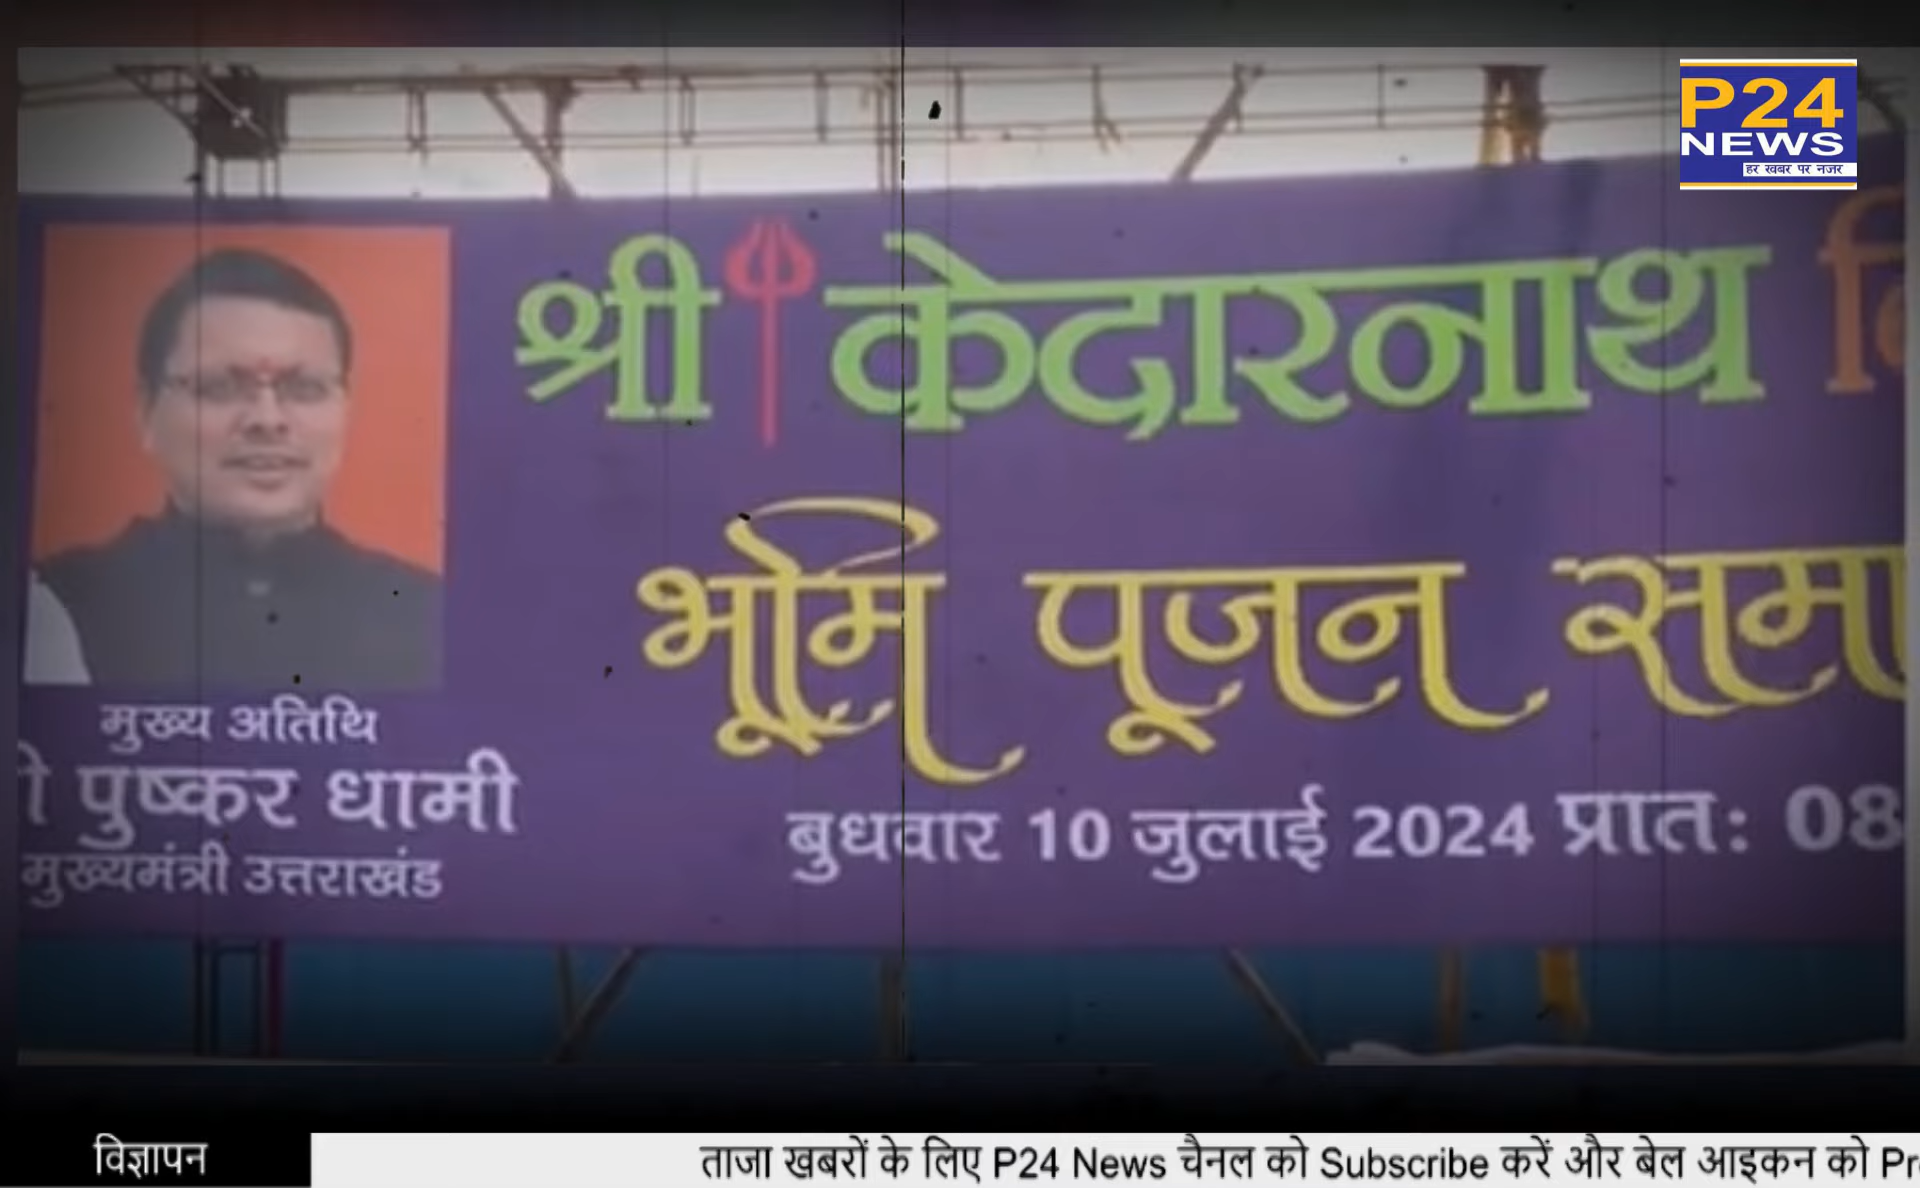 P24
NEWS
हर खबर पर नजर
श्री केदारनाथ
भूमि पूजन
बुधवार 10 जुलाई 2024 प्रातः 08
मुख्य अतिथि
पुष्कर धामी
मुख्यमंत्री उत्तराखंड
विज्ञापन
ताजा खबरों के लिए P24 News चैनल को Subscribe करें और बेल आइकन को